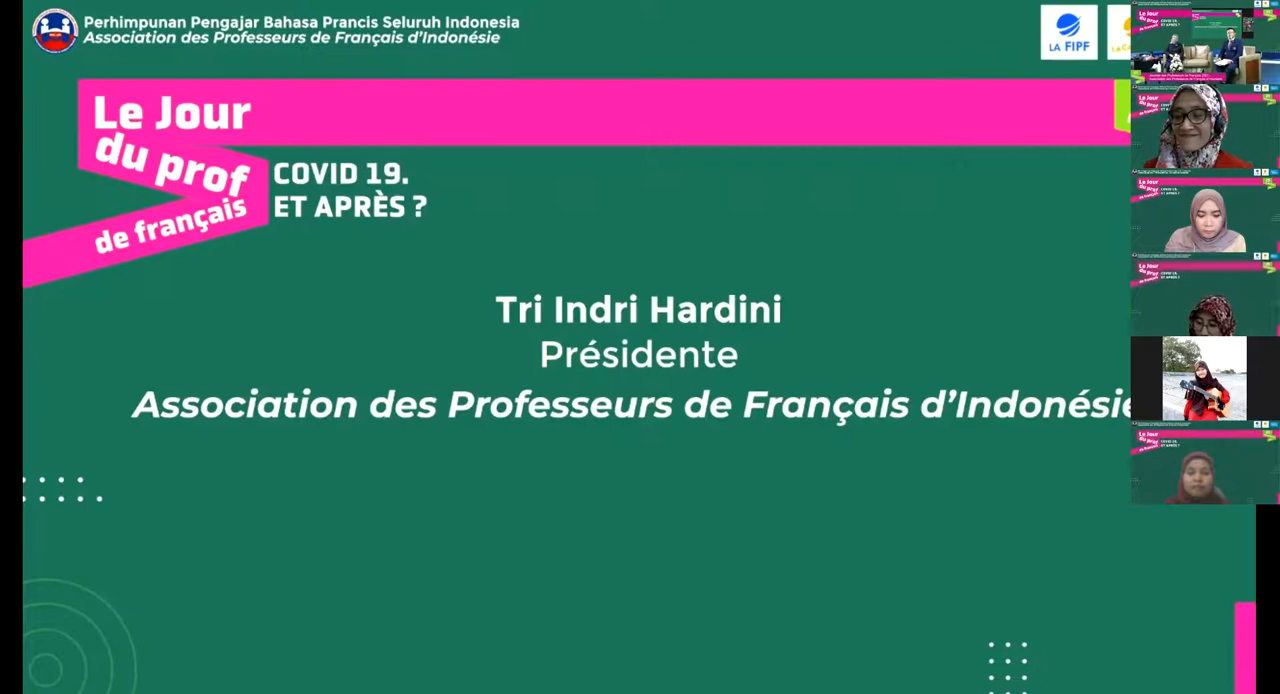 Perhimpunan Pengajar Bahasa Prancis Seluruh Indonesia
Association des Professeurs de Français d'Indonésie
LA FIPF
Le Jour
du prof
de français
COVID 19.
ET APRÈS ?
Tri Indri Hardini
Présidente
Association des Professeurs de Français d'Indonésie